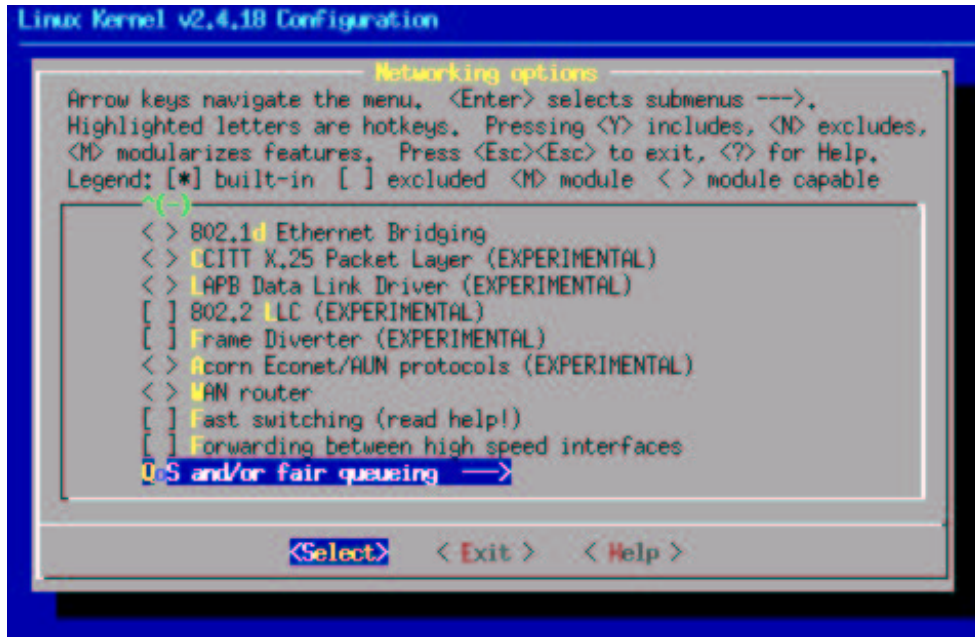 Linux Kernel v2.4.18 Configuration
Networking options
Arrow keys navigate the menu. <Enter> selects submenus --->.
Highlighted letters are hotkeys. Pressing <Y> includes, <N> excludes,
<M> modularizes features. Press <Esc><Esc> to exit, <?> for Help.
Legend: [*] built-in [ ] excluded <M> module < > module capable
^(-)
< > 802.1d Ethernet Bridging
< > CCITT X.25 Packet Layer (EXPERIMENTAL)
< > LAPB Data Link Driver (EXPERIMENTAL)
[ ] 802.2 LLC (EXPERIMENTAL)
[ ] Frame Diverter (EXPERIMENTAL)
< > Acorn Econet/AUN protocols (EXPERIMENTAL)
< > WAN router
[ ] Fast switching (read help!)
[ ] Forwarding between high speed interfaces
QoS and/or fair queueing --->
<Select> < Exit > < Help >